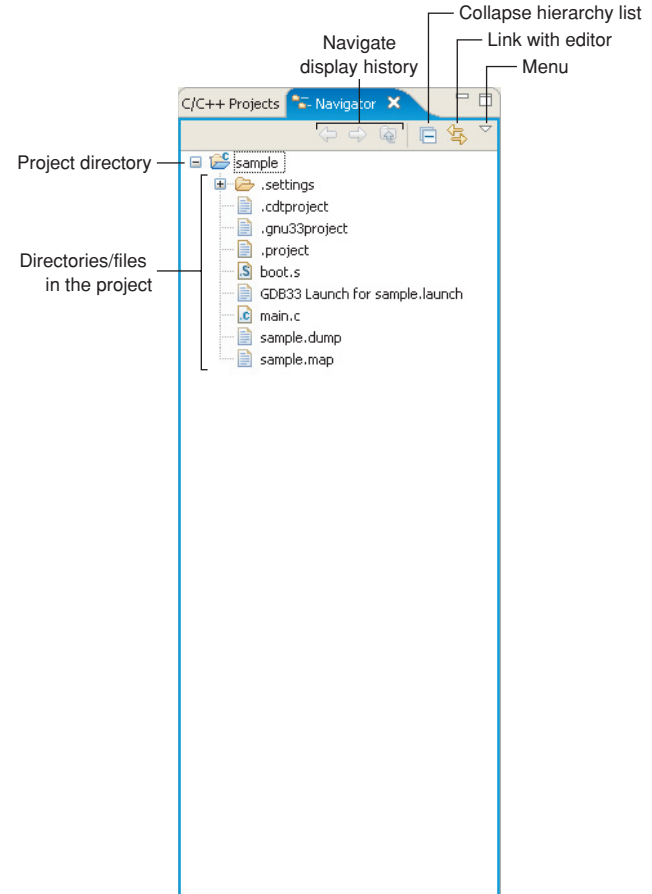 Collapse hierarchy list
Navigate
display history
Link with editor
Menu
C/C++ Projects
Navigator
Project directory
sample
.settings
.cdtproject
.gnu33project
.project
Directories/files
in the project
boot.s
GDB33 Launch for sample.launch
main.c
sample.dump
sample.map